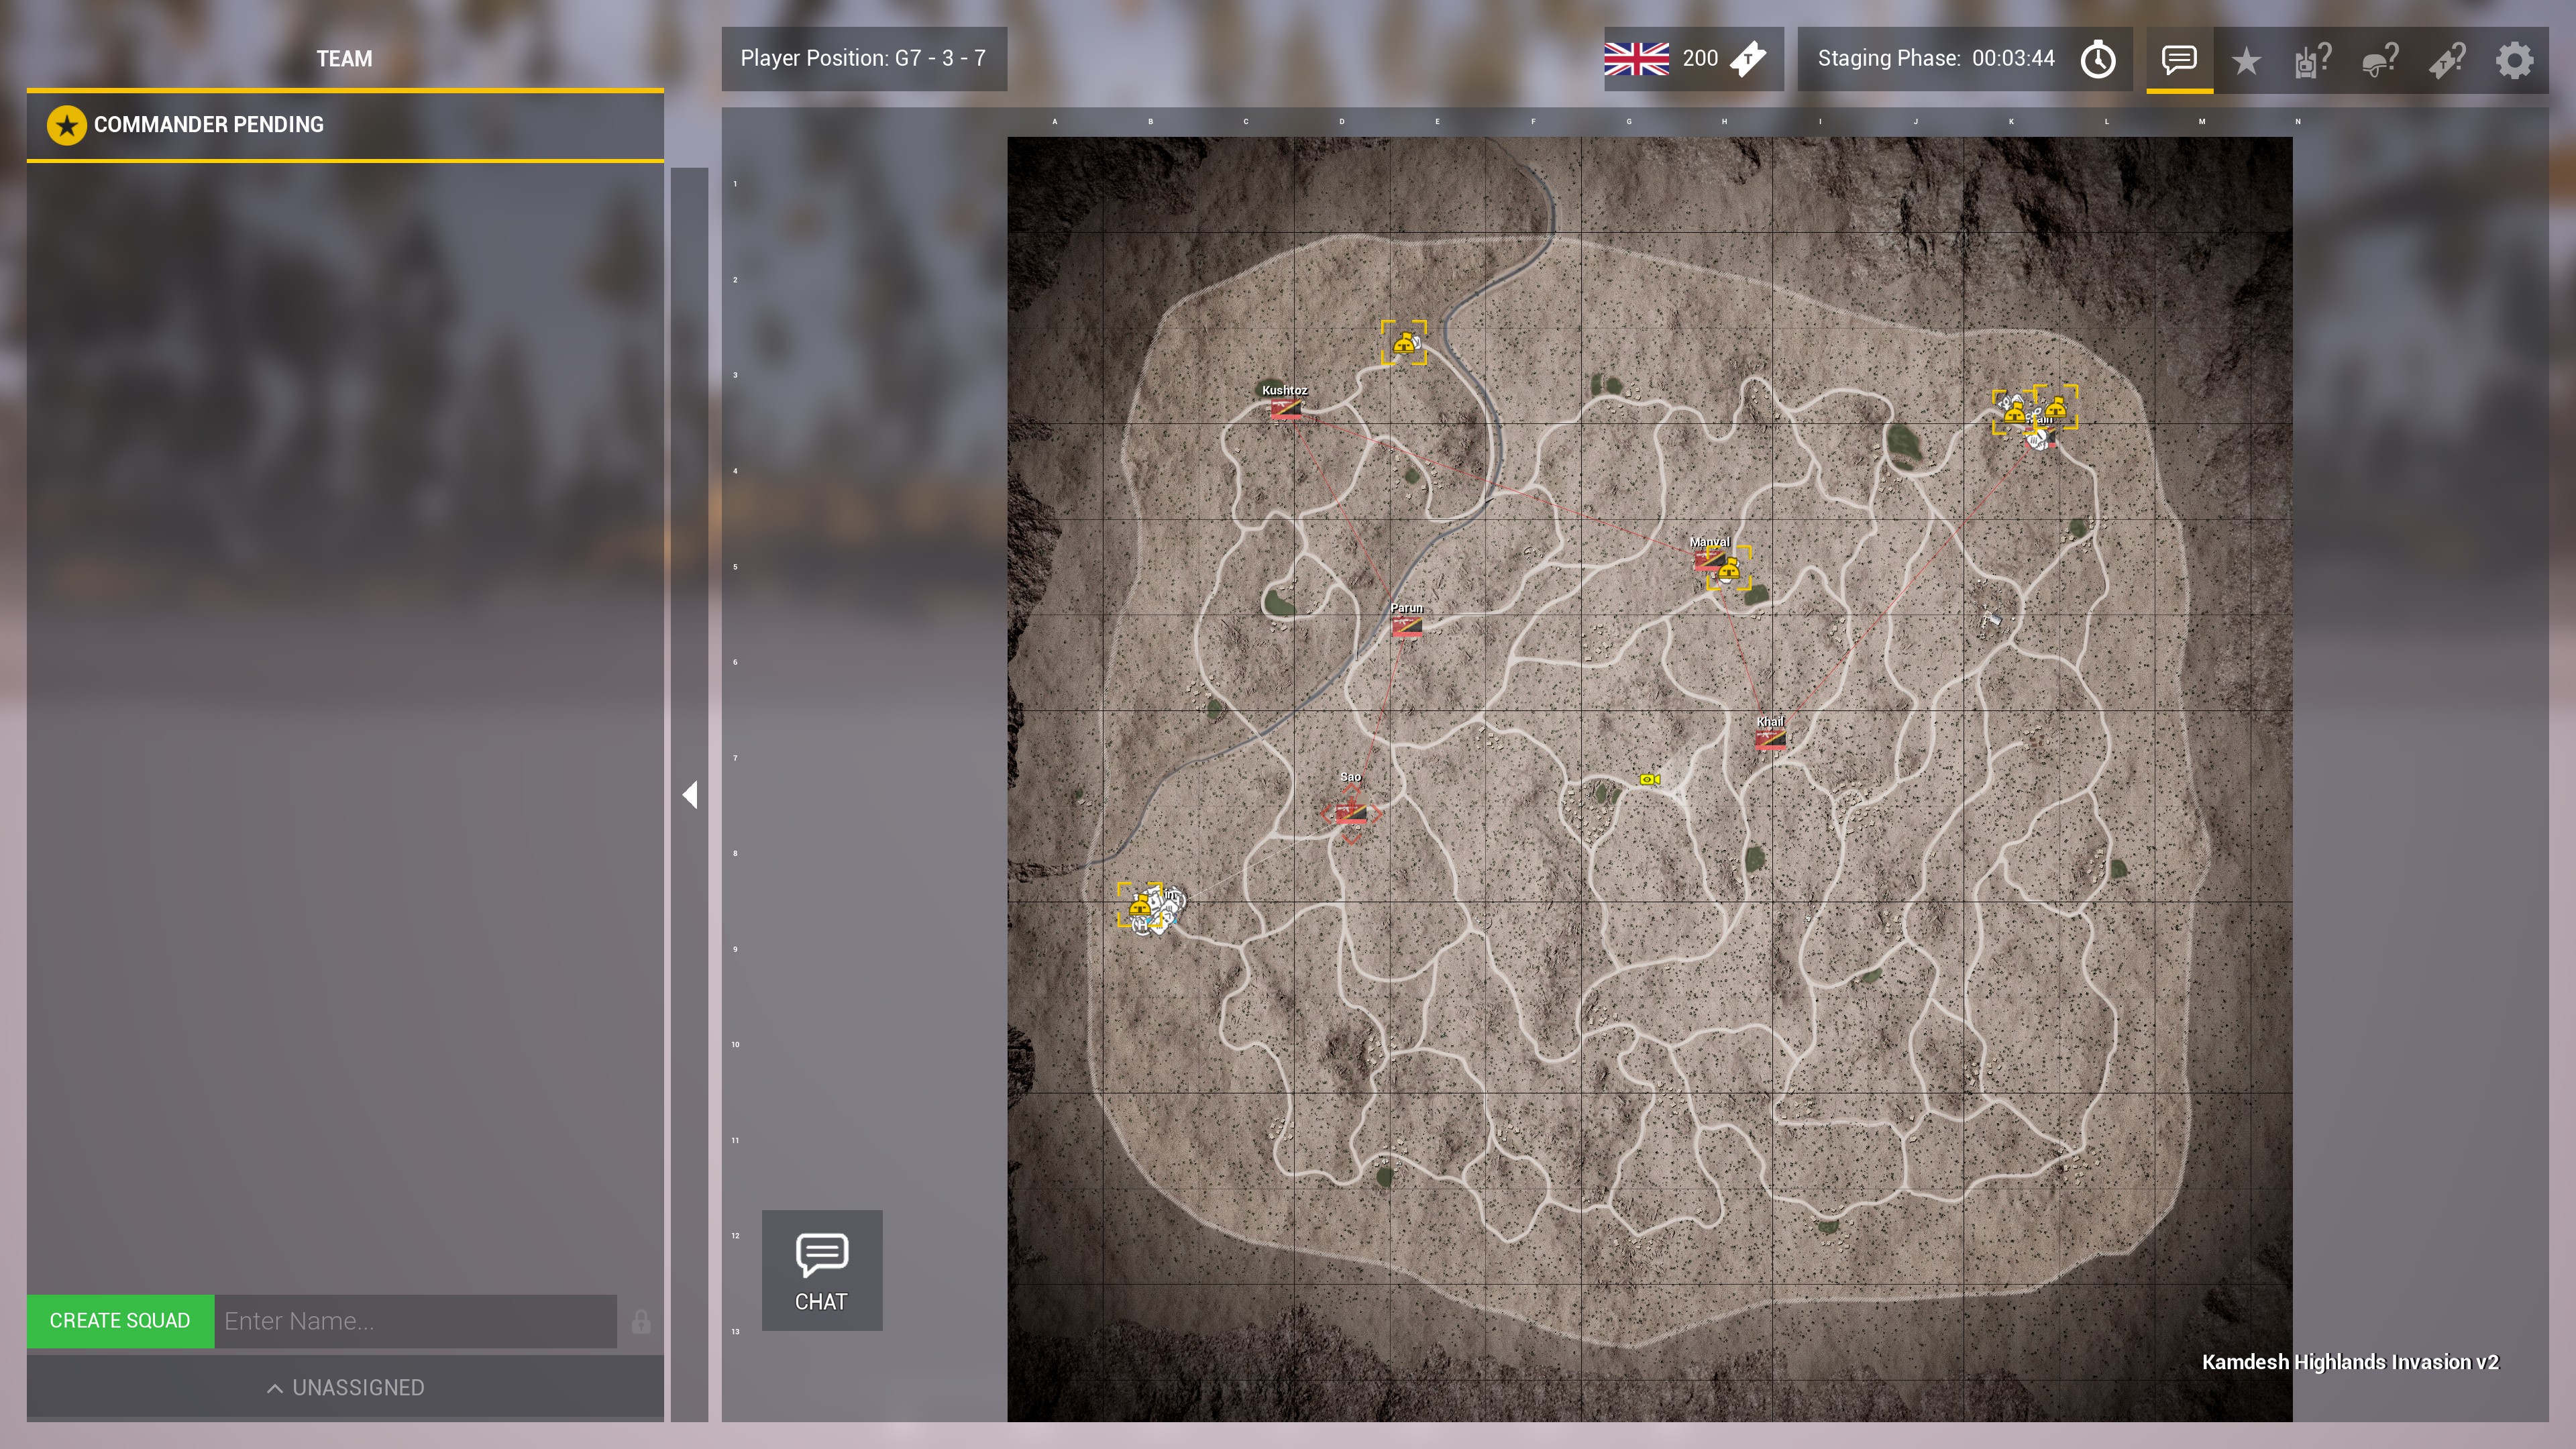 TEAM
Player Position: G7 - 3 - 7
200
T
Staging Phase: 00:03:44
?
?
T?
COMMANDER PENDING
A B C D E F G H I J K L M N
1
2
3
Kushtoz
4
5
Manval
Parun
6
Khail
7
Sao
8
9
H
10
11
12
CHAT
CREATE SQUAD
Enter Name...
13
Kamdesh Highlands Invasion v2
UNASSIGNED